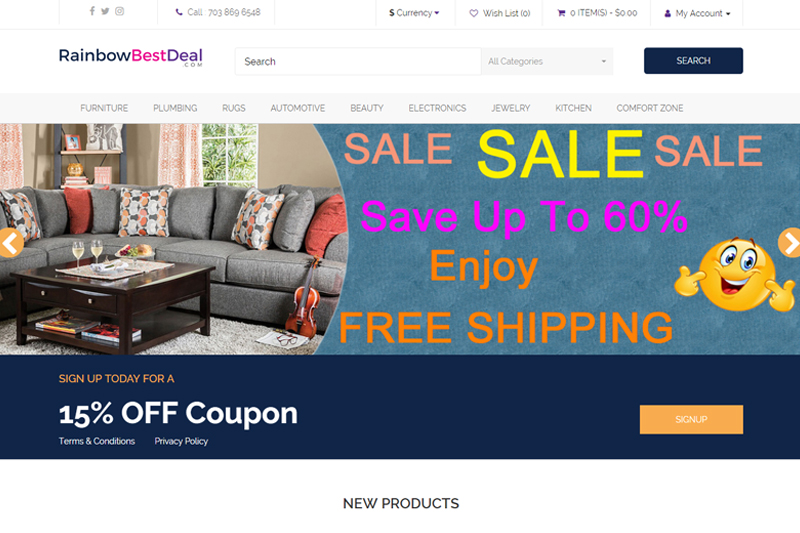 Call : 703 869 6548
$ Currency
Wish List (0)
0 ITEM(S) - $0.00
My Account
RainbowBestDeal
.COM
Search
All Categories
SEARCH
FURNITURE PLUMBING RUGS AUTOMOTIVE BEAUTY ELECTRONICS JEWELRY KITCHEN COMFORT ZONE
SALE SALE SALE
Save Up To 60%
Enjoy
FREE SHIPPING
SIGN UP TODAY FOR A
15% OFF Coupon
Terms & Conditions Privacy Policy
SIGNUP
NEW PRODUCTS